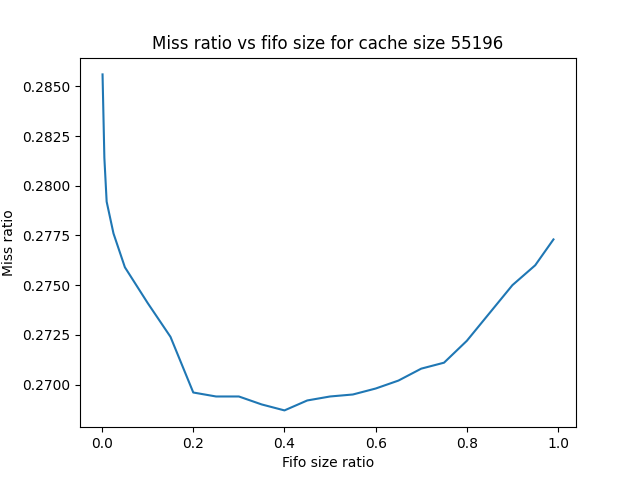 Miss ratio vs fifo size for cache size 55196
0.2850
0.2825
0.2800
0.2775
0.2750
0.2725
0.2700
Miss ratio
0.0 0.2 0.4 0.6 0.8 1.0
Fifo size ratio